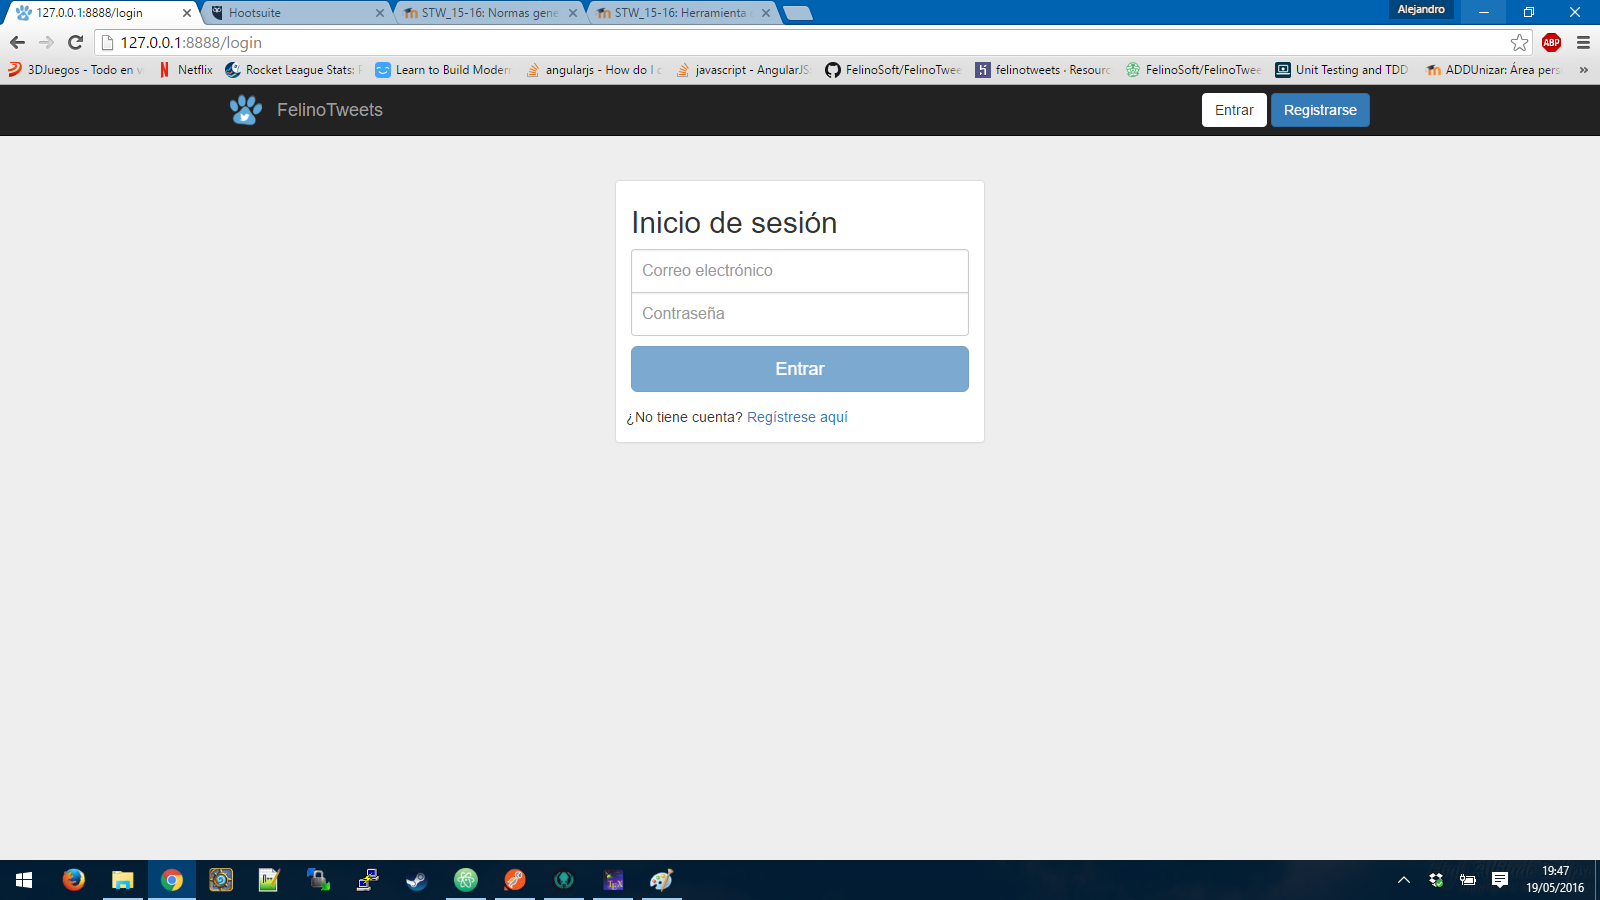 127.0.0.1:8888/login
Hootsuite
STW_15-16: Normas gene
STW_15-16: Herramienta
Alejandro
127.0.0.1:8888/login
ABP
3DJuegos - Todo en v
Netflix
Rocket League Stats:
Learn to Build Modern
angularjs - How do I c
javascript - AngularJS
FelinoSoft/FelinoTwee
felinotweets · Resourc
FelinoSoft/FelinoTwee
Unit Testing and TDD
ADDUnizar: Área pers
FelinoTweets
Entrar
Registrarse
Inicio de sesión
Correo electrónico
Contraseña
Entrar
¿No tiene cuenta? Regístrese aquí
19:47
19/05/2016